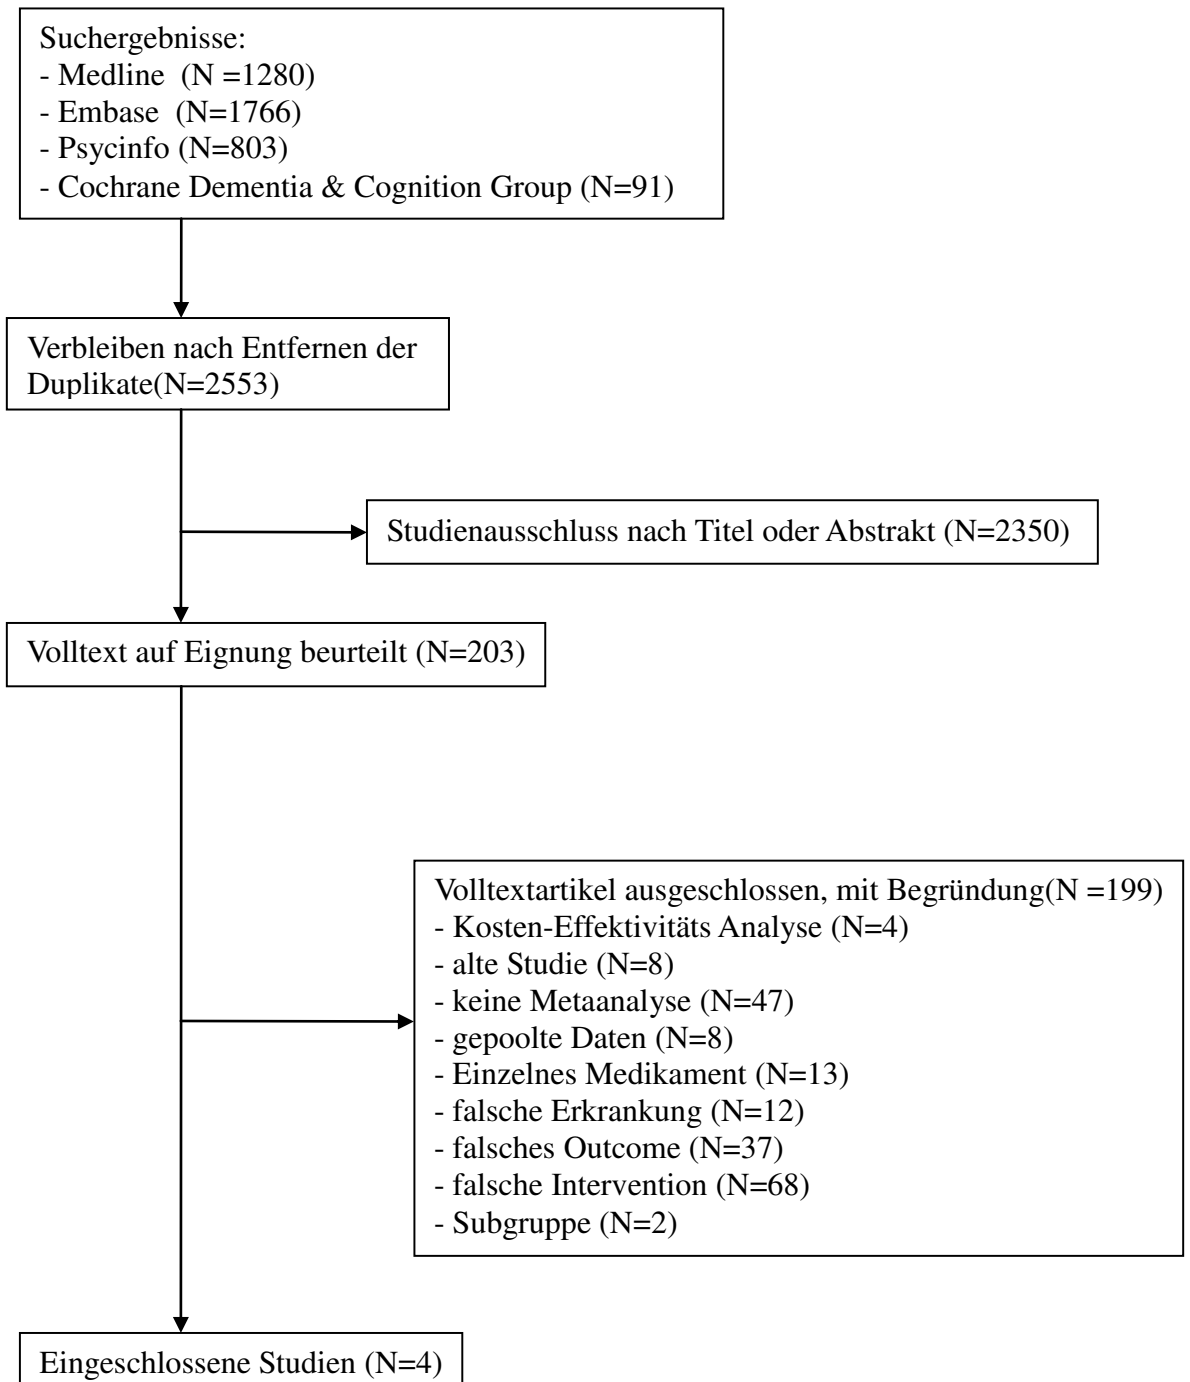 Suchergebnisse:
- Medline  (N =1280)
- Embase  (N=1766)
- Psycinfo (N=803)
- Cochrane Dementia & Cognition Group (N=91)
Verbleiben nach Entfernen der
Duplikate(N=2553)
Studienausschluss nach Titel oder Abstrakt (N=2350)
Volltext auf Eignung beurteilt (N=203)
Volltextartikel ausgeschlossen, mit Begründung(N =199)
- Kosten-Effektivitäts Analyse (N=4)
- alte Studie (N=8)
- keine Metaanalyse (N=47)
- gepoolte Daten (N=8)
- Einzelnes Medikament (N=13)
- falsche Erkrankung (N=12)
- falsches Outcome (N=37)
- falsche Intervention (N=68)
- Subgruppe (N=2)
Eingeschlossene Studien (N=4)